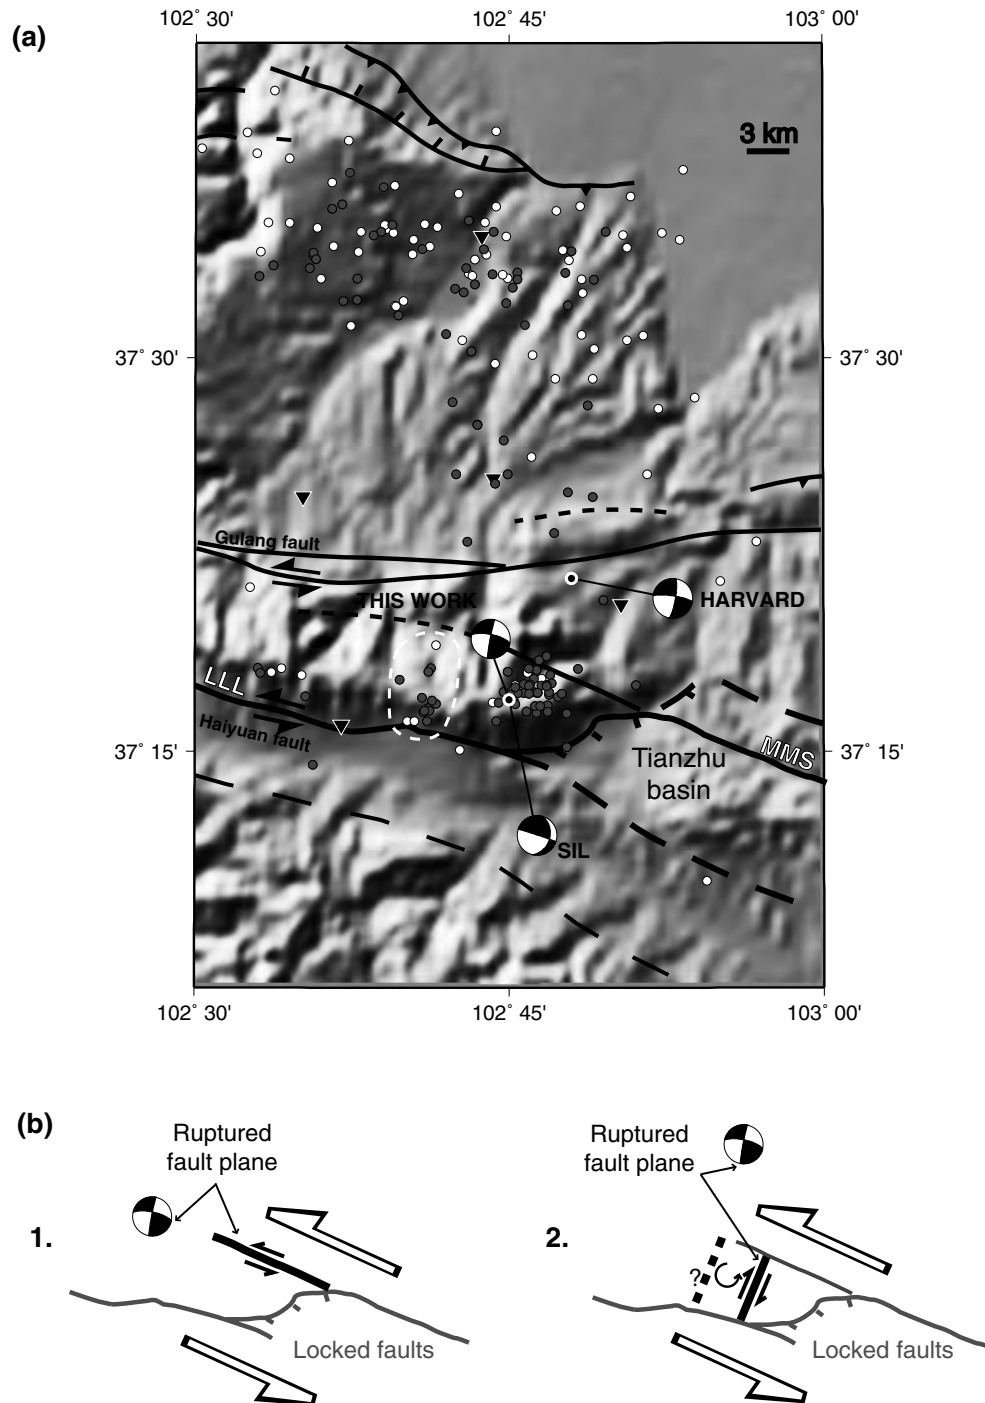 102° 30'
102° 45'
103° 00'
(a)
3 km
37° 30'
37° 30'
Gulang fault
THIS WORK
HARVARD
LLL
Haiyuan fault
37° 15'
37° 15'
Tianzhu
basin
MMS
SIL
102° 30'
102° 45'
103° 00'
(b)
Ruptured
fault plane
1.
Locked faults
Ruptured
fault plane
2.
?
Locked faults